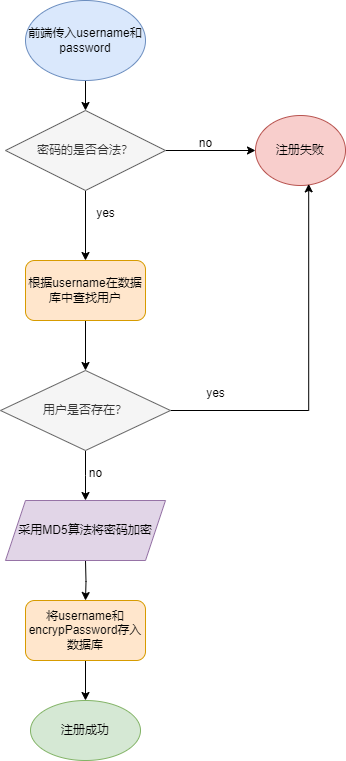 前端传入username和
password
密码的是否合法?
no
注册失败
yes
根据username在数据
库中查找用户
用户是否存在?
yes
no
采用MD5算法将密码加密
将username和
encrypPassword存入
数据库
注册成功